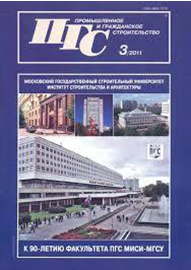 ПРОМЫШЛЕННОЕ
И ГРАЖДАНСКОЕ
СТРОИТЕЛЬСТВО
ПГС
3/2011
МОСКОВСКИЙ ГОСУДАРСТВЕННЫЙ СТРОИТЕЛЬНЫЙ УНИВЕРСИТЕТ
ИНСТИТУТ СТРОИТЕЛЬСТВА И АРХИТЕКТУРЫ
ПГС
К 90-ЛЕТИЮ ФАКУЛЬТЕТА ПГС МИСИ-МГСУ